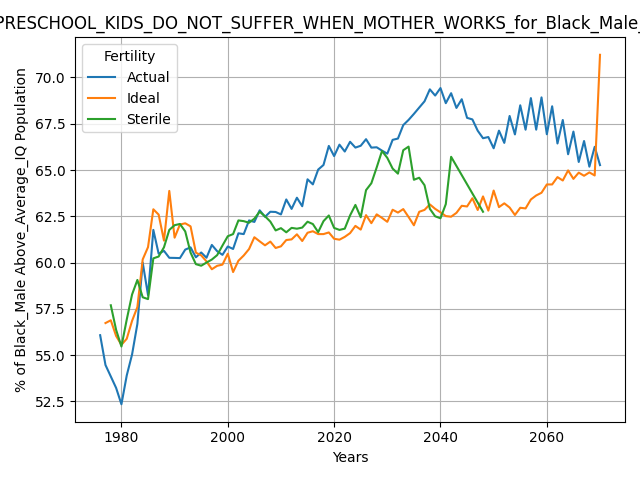 PRESCHOOL_KIDS_DO_NOT_SUFFER_WHEN_MOTHER_WORKS_for_Black_Male_
Fertility
Actual
Ideal
Sterile
% of Black_Male Above_Average_IQ Population
70.0
67.5
65.0
62.5
60.0
57.5
55.0
52.5
1980
2000
2020
2040
2060
Years